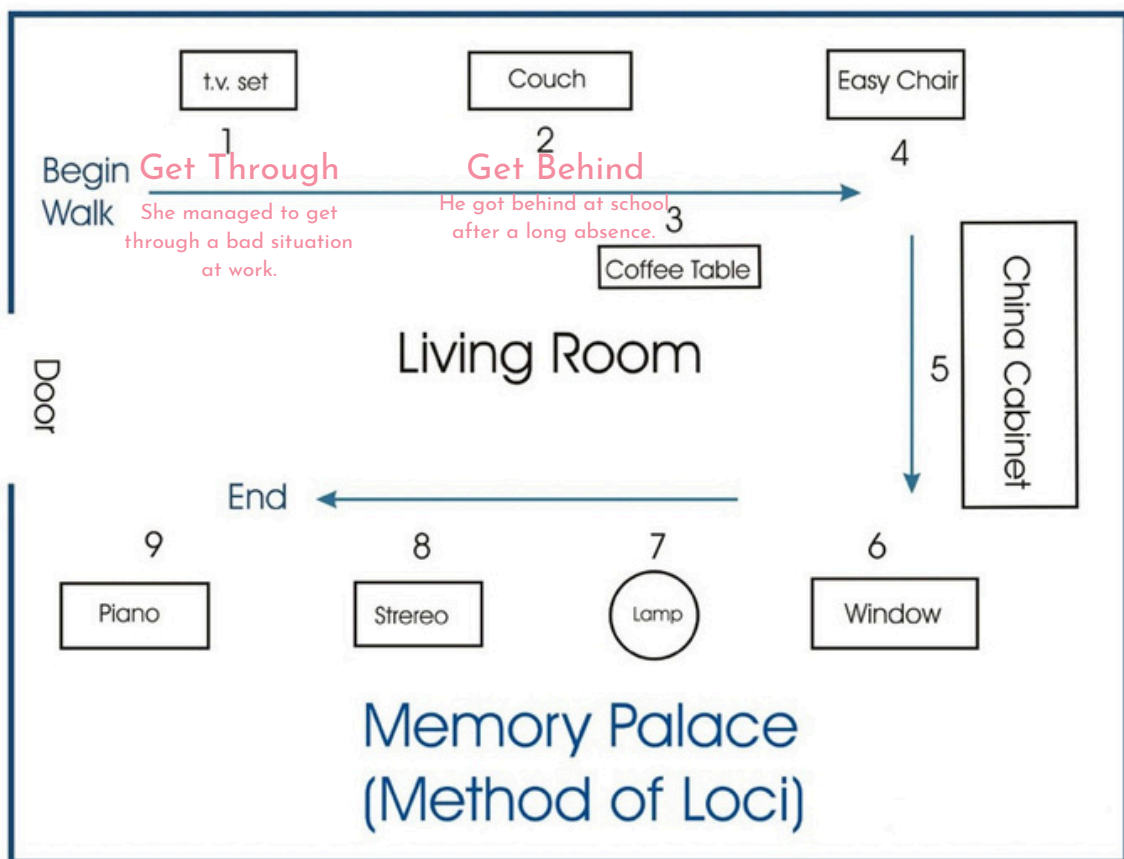 t.v. set
Couch
Easy Chair
1
2
4
Begin
Walk
Get Through
Get Behind
She managed to get
through a bad situation
at work.
He got behind at school
after a long absence.
3
Coffee Table
China Cabinet
5
Living Room
Door
End
9
8
7
6
Piano
Strereo
Lamp
Window
Memory Palace
(Method of Loci)